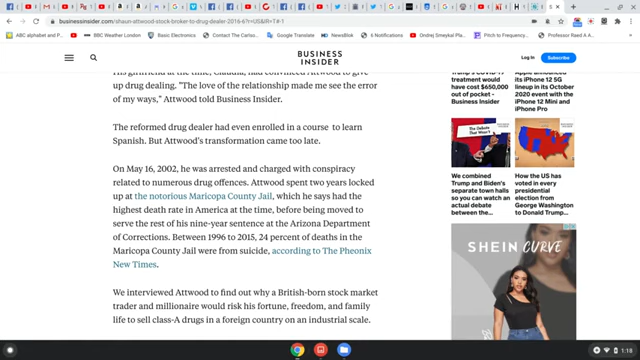 businessinsider.com/shaun-attwood-stock-broker-to-drug-dealer-2016-6?r=US&IR=T#-1
ABC alphabet and P
BBC Weather London
Basic Electronics
Contact The Carlos
Google Translate
NewsBlok
6 Notifications
Ondrej Smeykal Play
Pitch to Frequency
Professor Raed A A
BUSINESS
INSIDER
Log In
Subscribe
His girlfriend at the time, Claudia, had convinced Attwood to give
up drug dealing. "The love of the relationship made me see the error
of my ways," Attwood told Business Insider.
The reformed drug dealer had even enrolled in a course to learn
Spanish. But Attwood's transformation came too late.
On May 16, 2002, he was arrested and charged with conspiracy
related to numerous drug offences. Attwood spent two years locked
up at the notorious Maricopa County Jail, which he says had the
highest death rate in America at the time, before being moved to
serve the rest of his nine-year sentence at the Arizona Department
of Corrections. Between 1996 to 2015, 24 percent of deaths in the
Maricopa County Jail were from suicide, according to The Pheonix
New Times.
We interviewed Attwood to find out why a British-born stock market
trader and millionaire would risk his fortune, freedom, and family
life to sell class-A drugs in a foreign country on an industrial scale.
Trump's COVID-19
treatment would
have cost $650,000
out of pocket -
Business Insider
Apple announced
its iPhone 12 5G
lineup in its October
2020 event with the
iPhone 12 Mini and
iPhone Pro
The Debate
That Wasn't
We combined
Trump and Biden's
separate town halls
so you can watch an
actual debate
between the...
How the US has
voted in every
presidential
election from
George Washington
to Donald Trump...
SHEIN CURVE
1:18